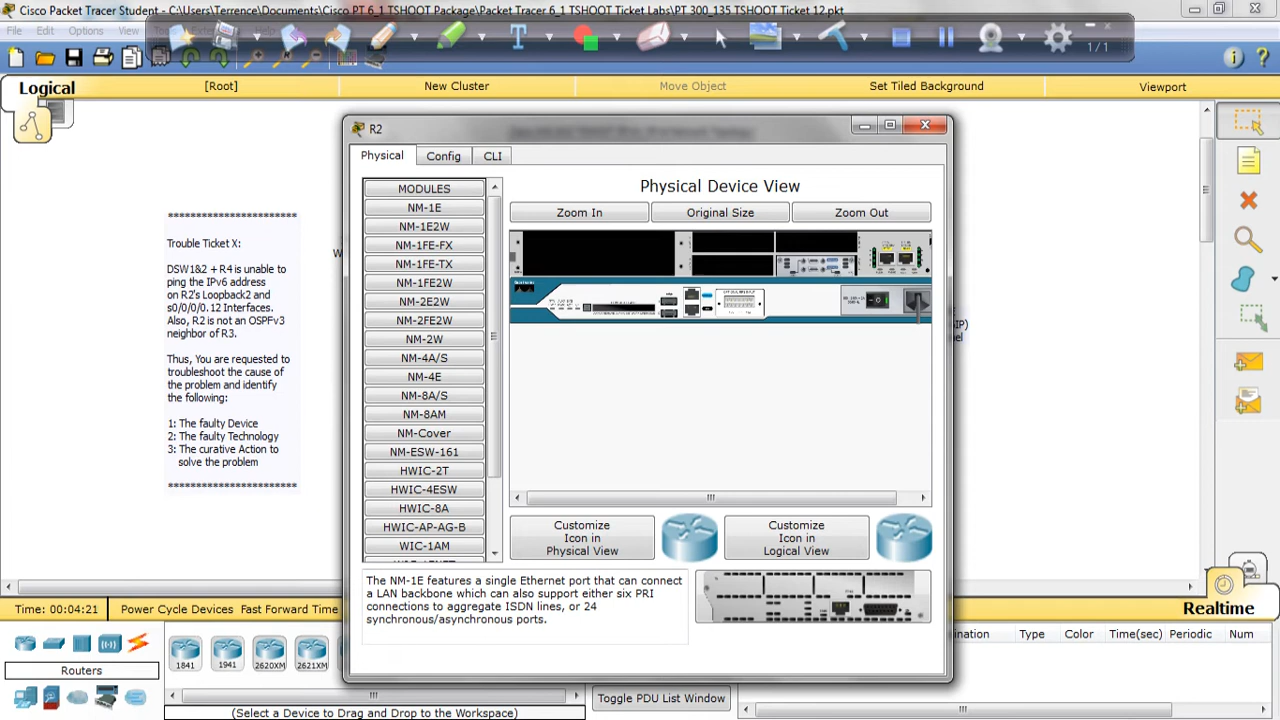 Cisco Packet Tracer Student - C:\Users\Terrence\Videos\Cisco PT 6_1 TSHOOT Package\Packet Tracer 6_1 TSHOOT Ticket Labs\PT 300_135 TSHOOT Ticket 12.pkt
File Edit Options View
1/1
Logical [Root] New Cluster Move Object Set Tiled Background Viewport
R2
Physical Config CLI
MODULES
NM-1E
NM-1E2W
NM-1FE-FX
NM-1FE-TX
NM-1FE2W
NM-2E2W
NM-2FE2W
NM-2W
NM-4A/S
NM-4E
NM-8A/S
NM-8AM
NM-Cover
NM-ESW-161
HWIC-2T
HWIC-4ESW
HWIC-8A
HWIC-AP-AG-B
WIC-1AM
Physical Device View
Zoom In Original Size Zoom Out
Customize
Icon in
Physical View
Customize
Icon in
Logical View
The NM-1E features a single Ethernet port that can connect
a LAN backbone which can also support either six PRI
connections to aggregate ISDN lines, or 24
synchronous/asynchronous ports.
************************
Trouble Ticket X:
DSW1&2 + R4 is unable to
ping the IPv6 address
on R2's Loopback2 and
s0/0/0/0.12 Interfaces.
Also, R2 is not an OSPFv3
neighbor of R3.
Thus, You are requested to
troubleshoot the cause of
the problem and identify
the following:
1: The faulty Device
2: The faulty Technology
3: The curative Action to
solve the problem
************************
Time: 00:04:21 Power Cycle Devices Fast Forward Time
Realtime
Routers
1841 1941 2620XM 2621XM
(Select a Device to Drag and Drop to the Workspace)
Toggle PDU List Window
Type Color Time(sec) Periodic Num